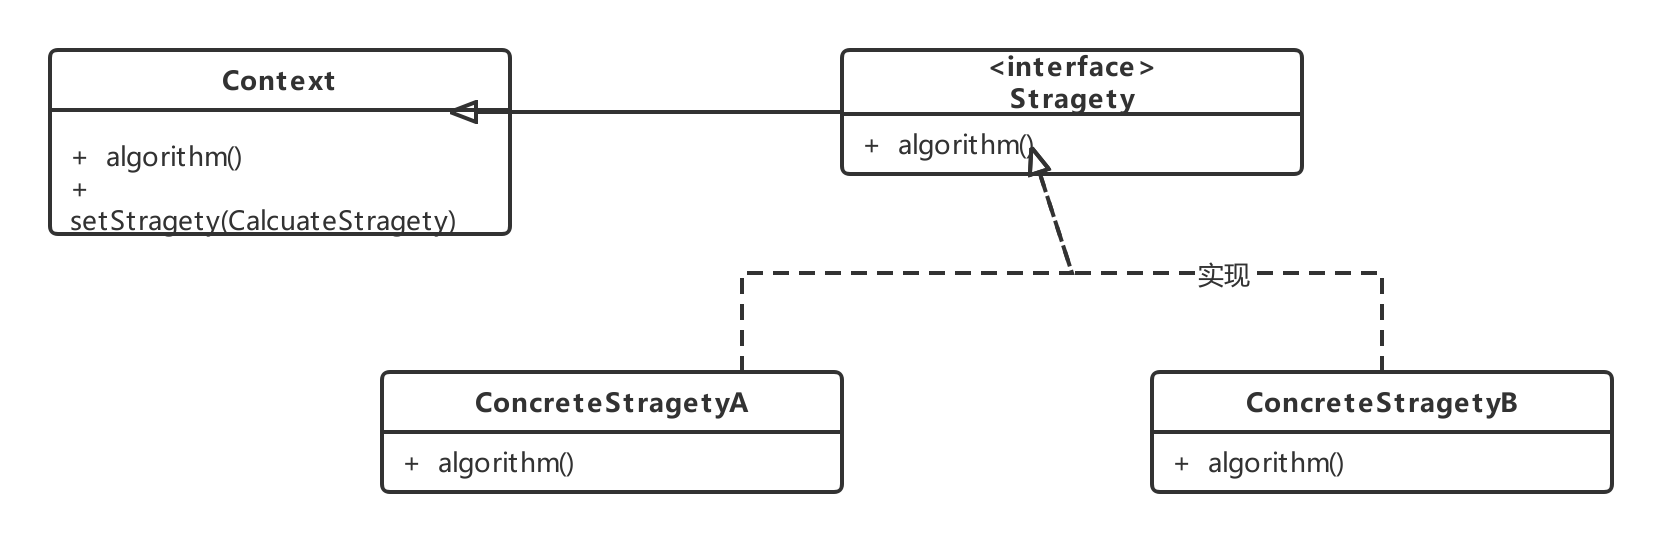 Context
+ algorithm()
+
setStragety(CalcuateStragety)
<interface>
Stragety
+ algorithm()
实现
ConcreteStragetyA
+ algorithm()
ConcreteStragetyB
+ algorithm()